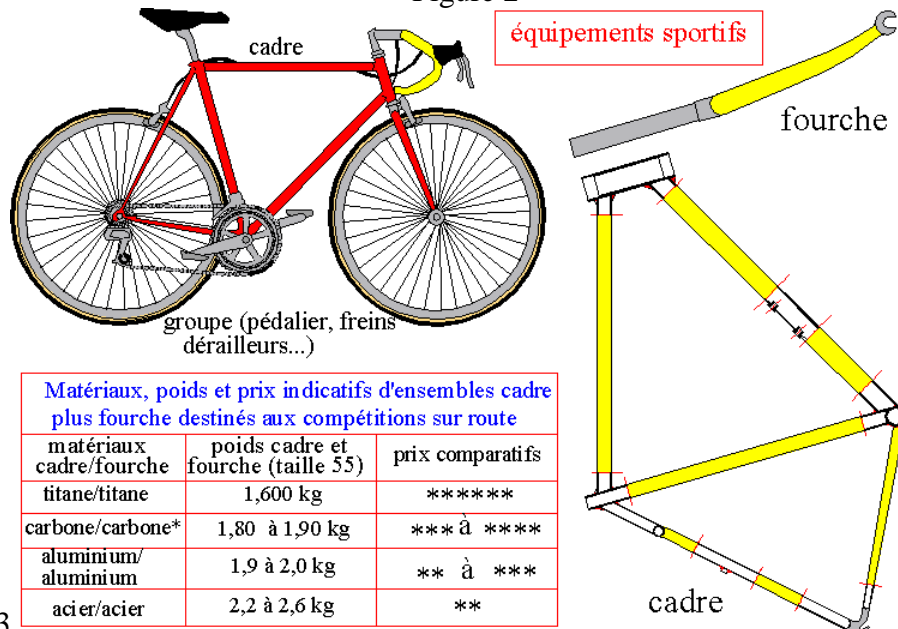 cadre
équipements sportifs
fourche
groupe (pédalier, freins
dérailleurs...)
Matériaux, poids et prix indicatifs d'ensembles cadre
plus fourche destinés aux compétitions sur route
matériaux cadre/fourche | poids cadre et fourche (taille 55) | prix comparatifs
titane/titane | 1,600 kg | ******
carbone/carbone* | 1,80 à 1,90 kg | *** à ****
aluminium/ aluminium | 1,9 à 2,0 kg | ** à ***
acier/acier | 2,2 à 2,6 kg | **
cadre
3